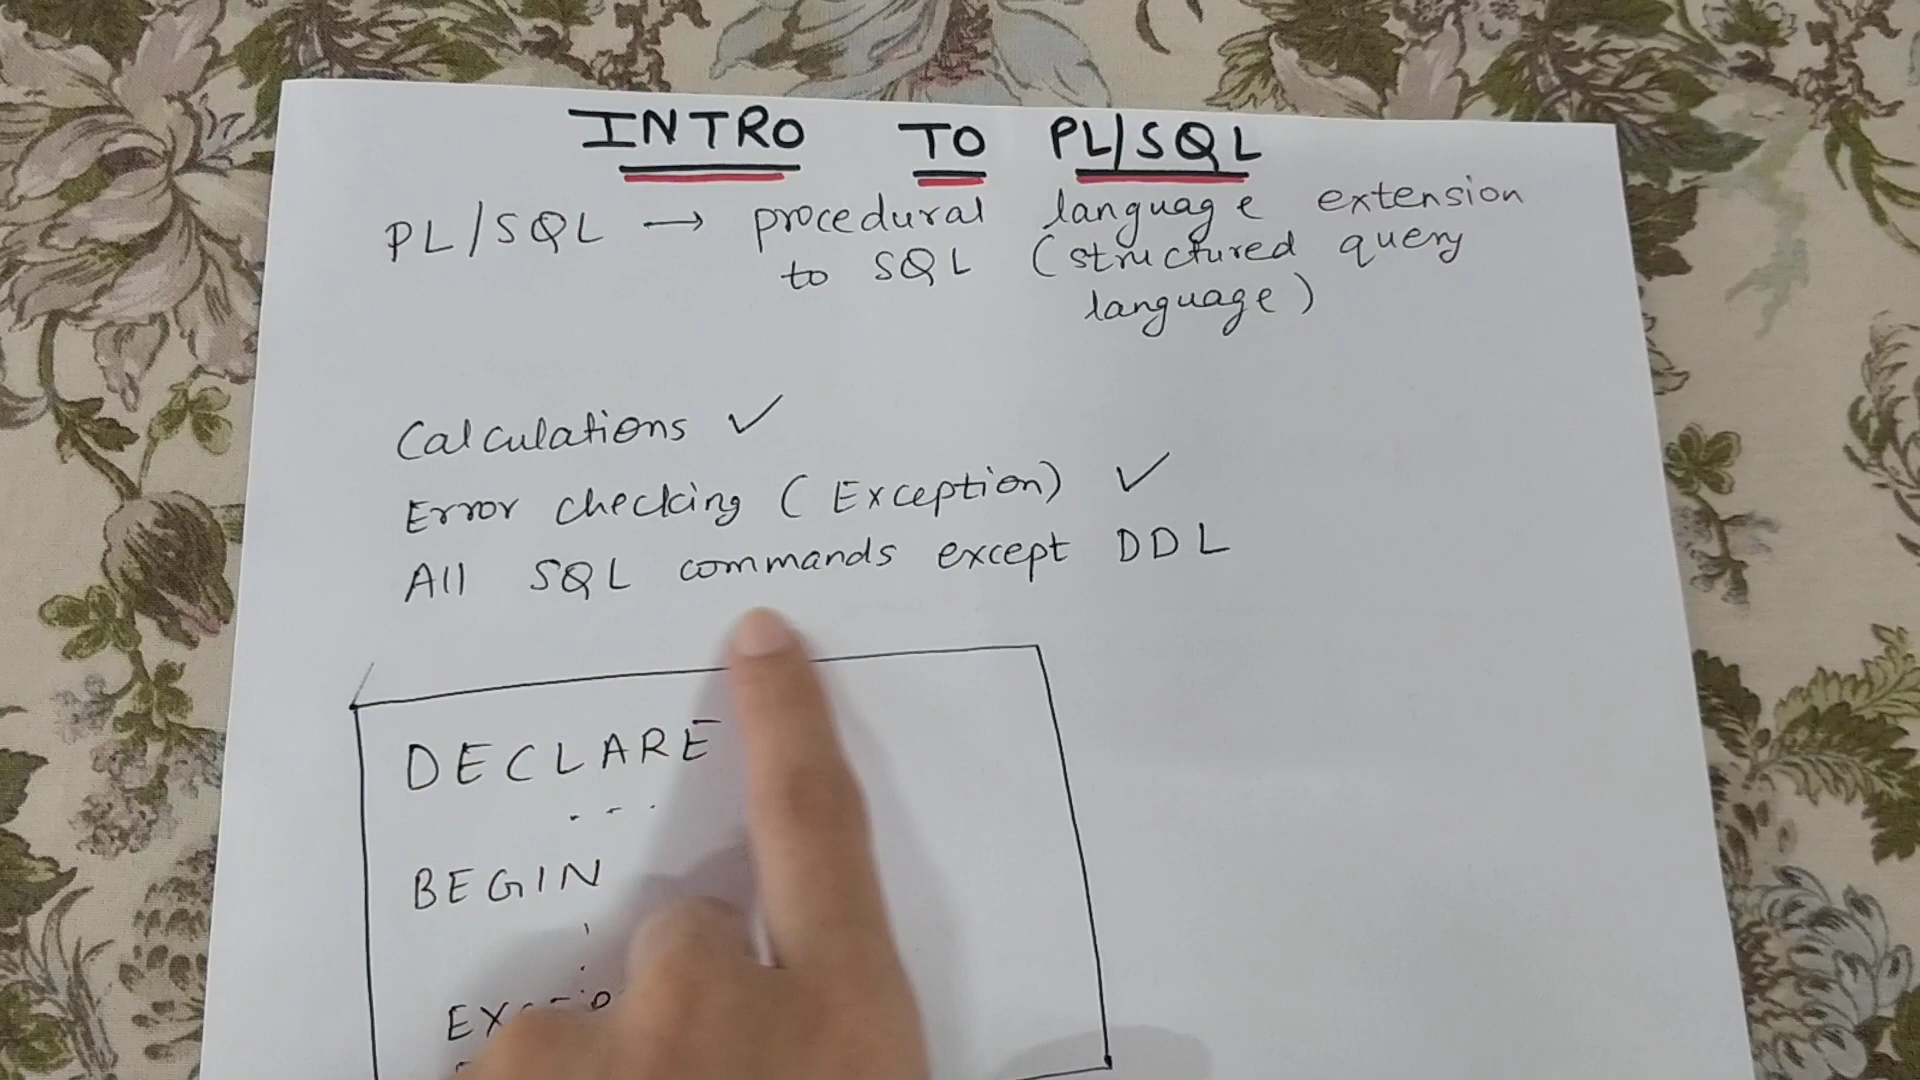 INTRO TO PL/SQL
PL/SQL → procedural language extension
to SQL (structured query
language)
Calculations ✓
Error checking (Exception) ✓
All SQL commands except DDL
DECLARE
BEGIN